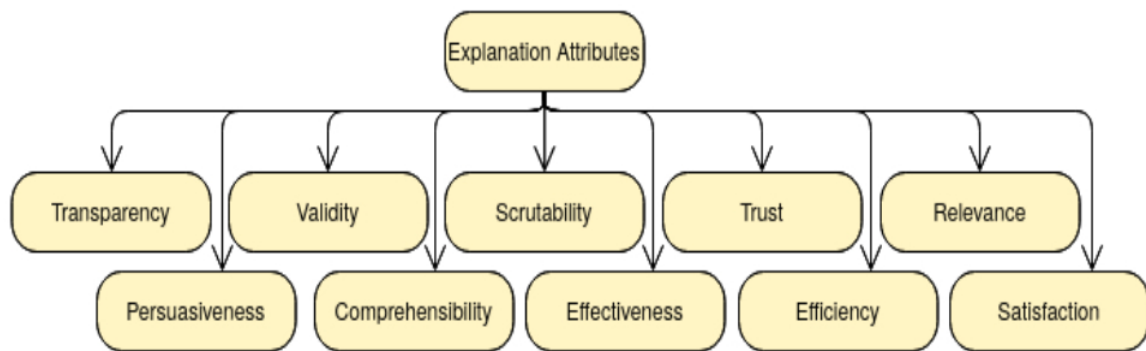 Explanation Attributes
Transparency
Validity
Scrutability
Trust
Relevance
Persuasiveness
Comprehensibility
Effectiveness
Efficiency
Satisfaction